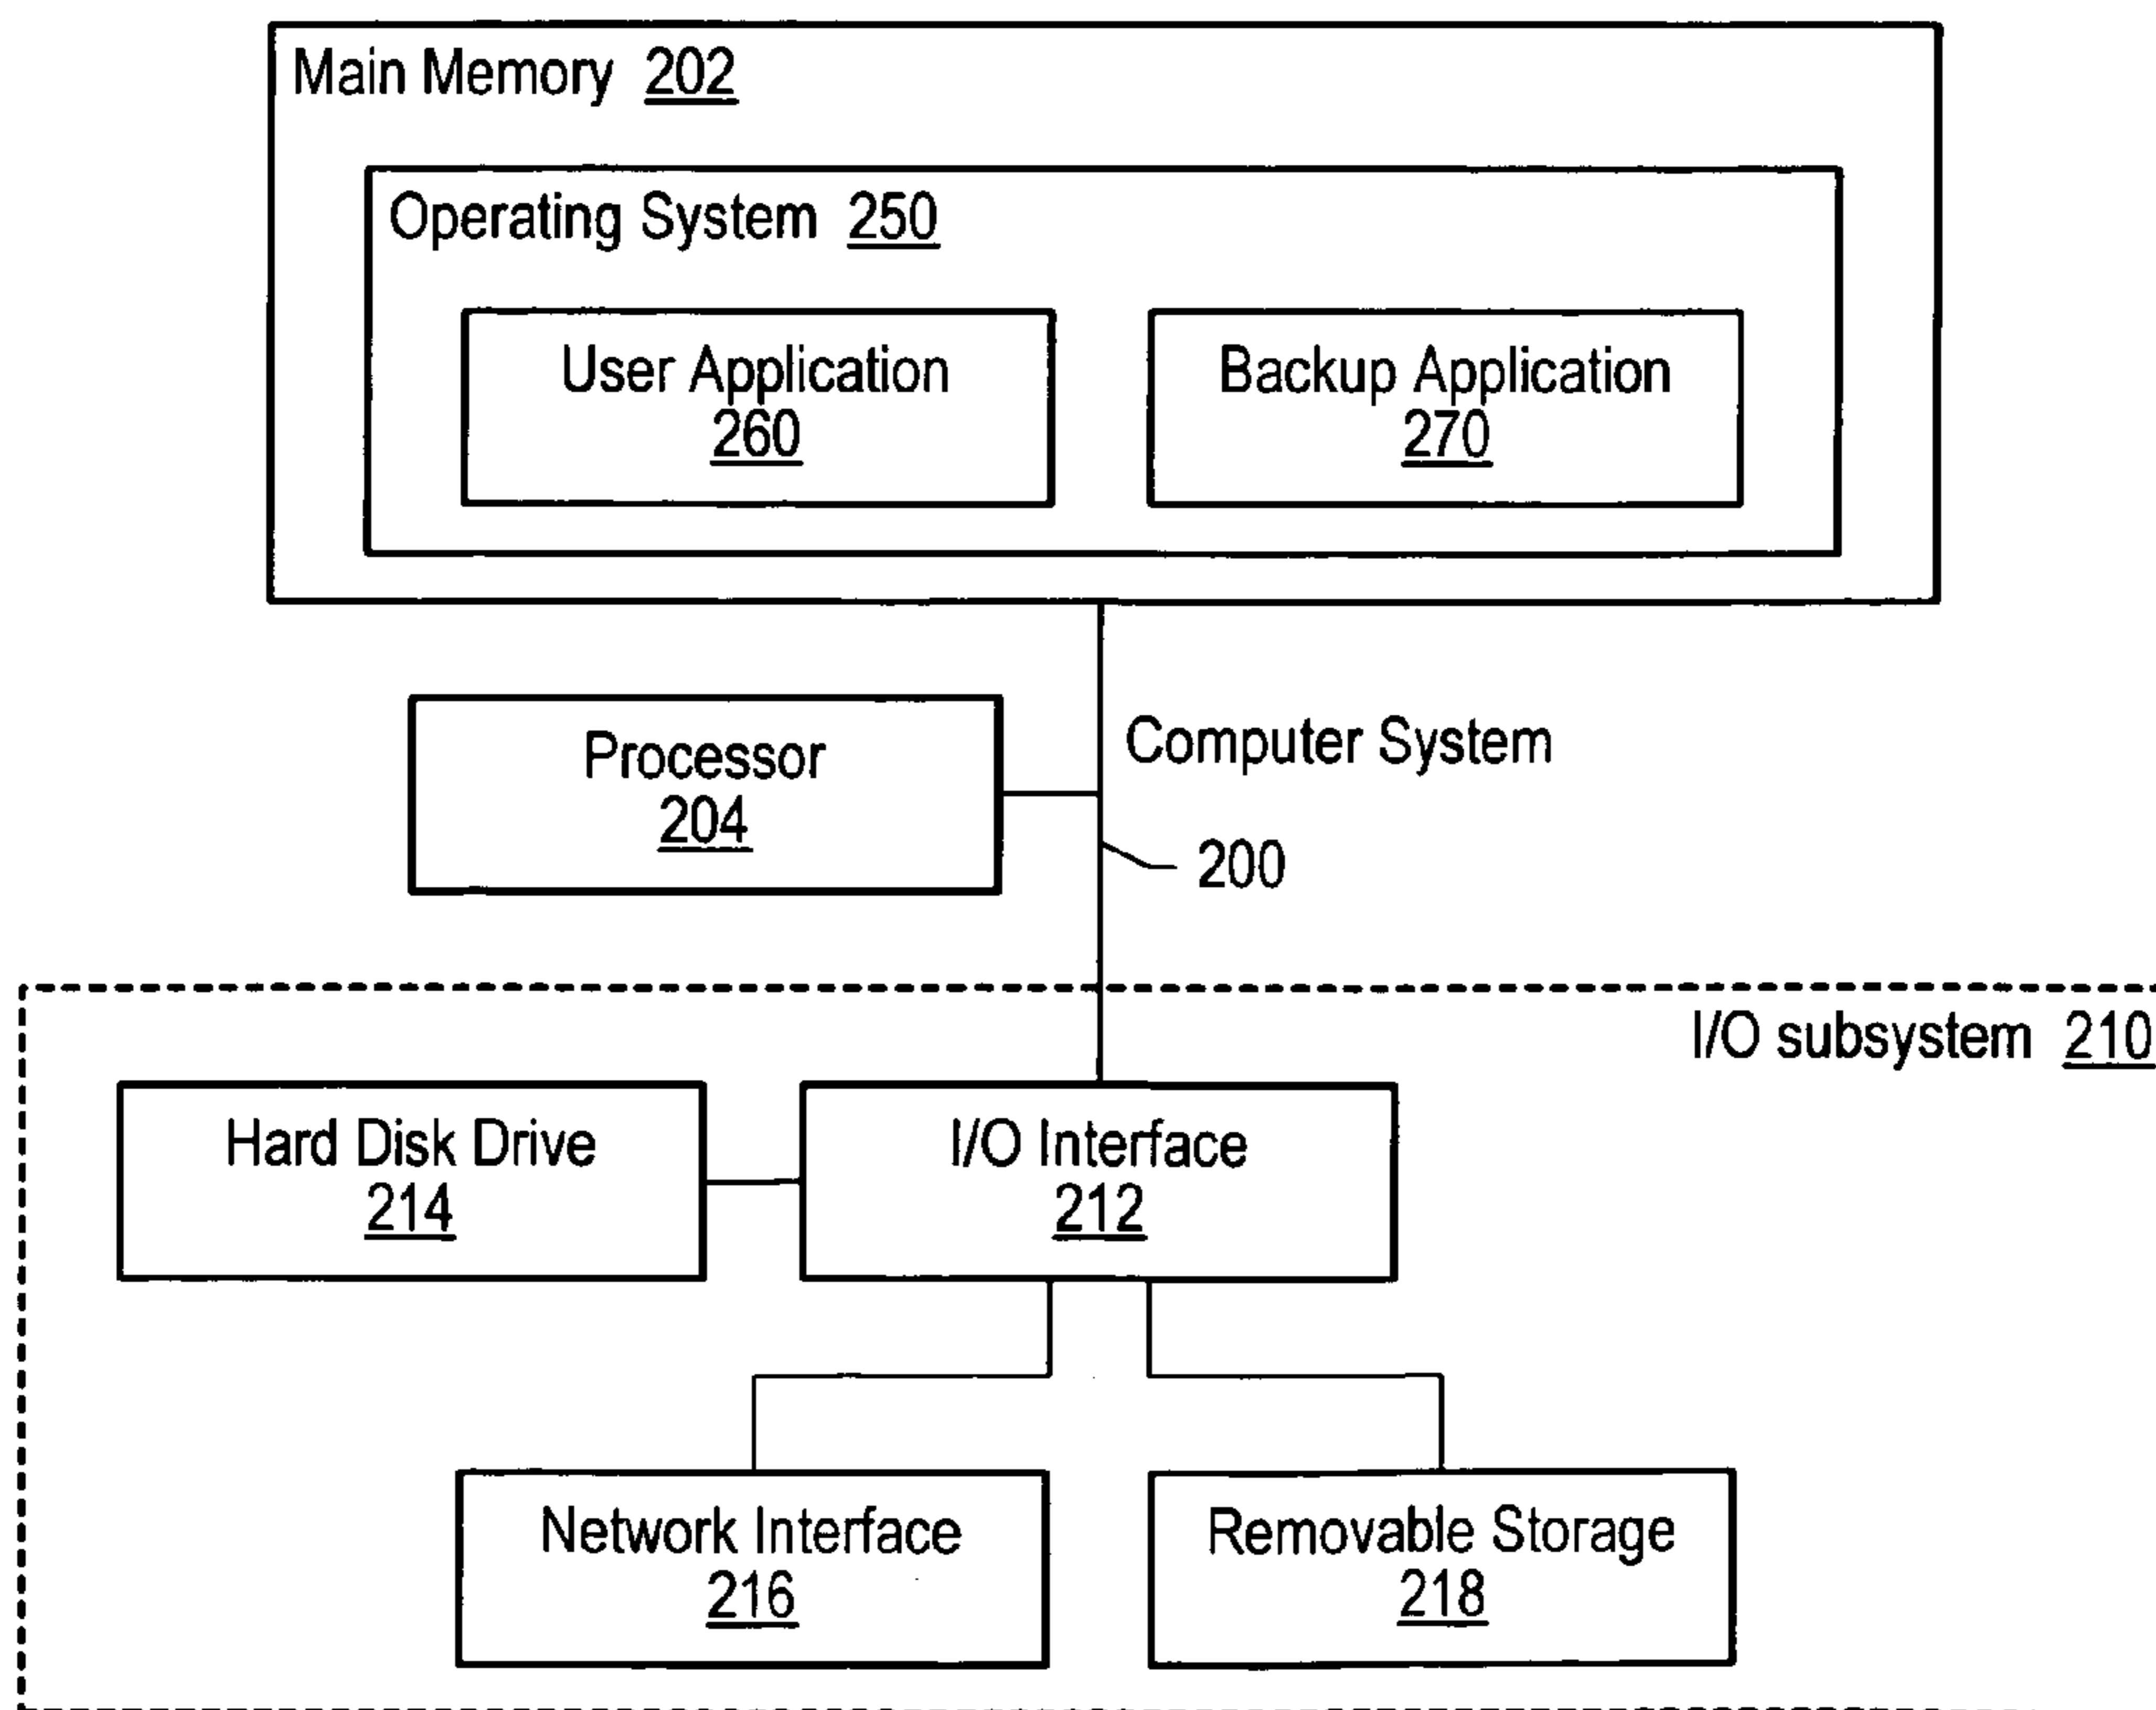 Main Memory 202
Operating System 250
User Application
260
Backup Application
270
Processor
204
Computer System
200
I/O subsystem 210
Hard Disk Drive
214
I/O Interface
212
Network Interface
216
Removable Storage
218